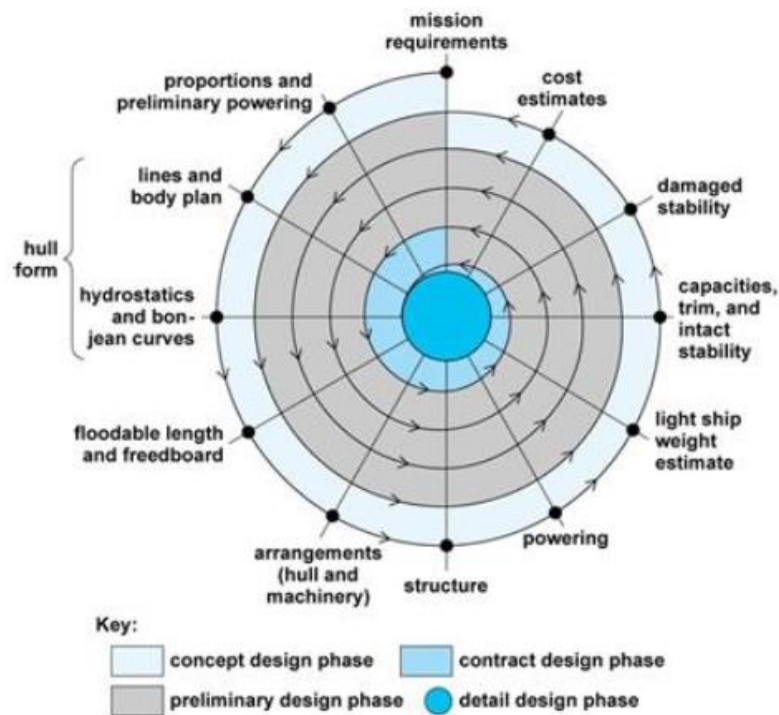 mission
requirements
cost
estimates
proportions and
preliminary powering
lines and
body plan
damaged
stability
hull
form
hydrostatics
and bon-
jean curves
capacities,
trim, and
intact
stability
floodable length
and freedboard
light ship
weight
estimate
arrangements
(hull and
machinery)
structure
powering
Key:
concept design phase
contract design phase
preliminary design phase
detail design phase